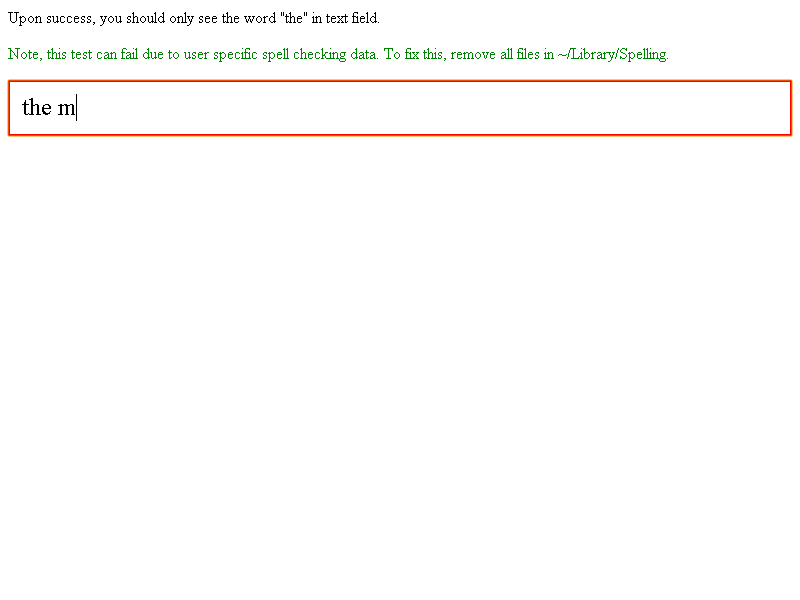 Upon success, you should only see the word "the" in text field.
Note, this test can fail due to user specific spell checking data. To fix this, remove all files in ~/Library/Spelling.
the m